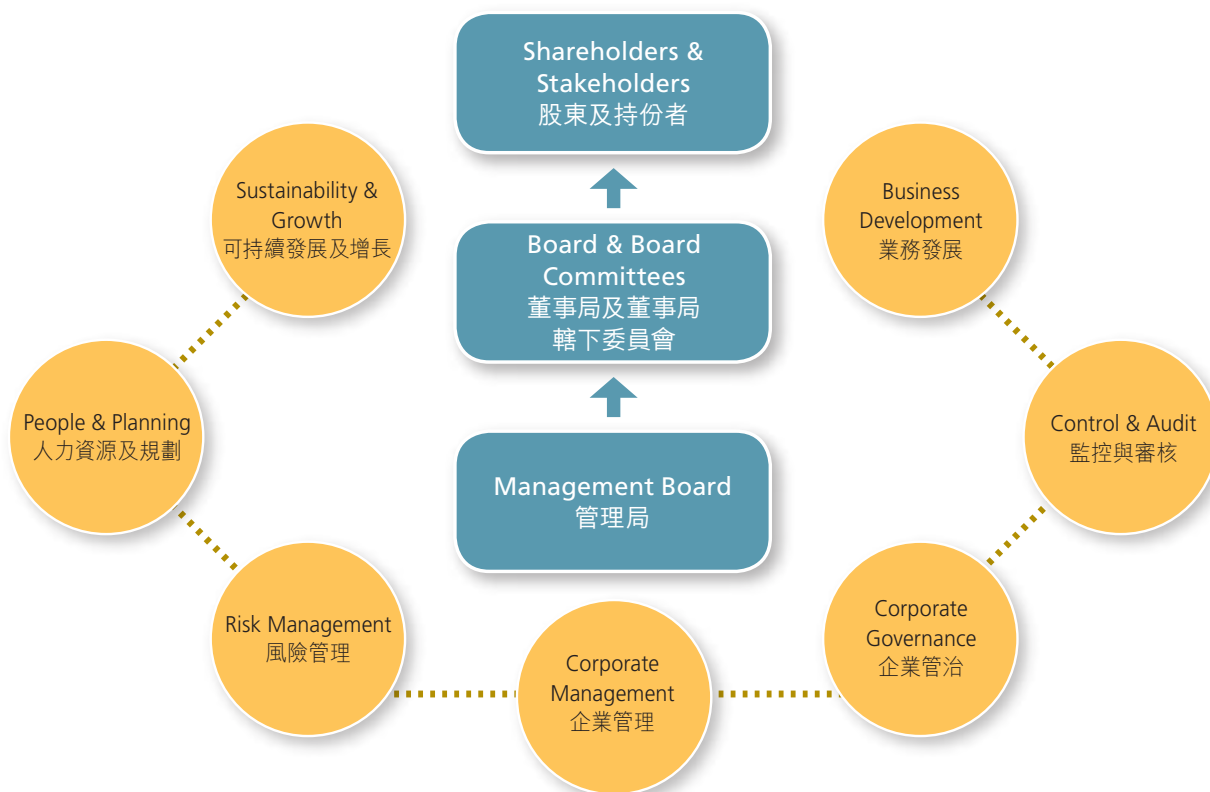 Shareholders &
Stakeholders
股東及持份者
Sustainability &
Growth
可持續發展及增長
Business
Development
業務發展
Board & Board
Committees
董事局及董事局
轄下委員會
People & Planning
人力資源及規劃
Control & Audit
監控與審核
Management Board
管理局
Risk Management
風險管理
Corporate
Management
企業管理
Corporate
Governance
企業管治